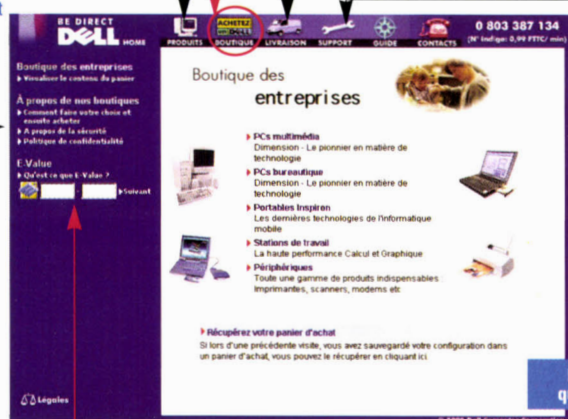 BE DIRECT
DELL HOME
PRODUITS
ACHETEZ
DELL
BOUTIQUE
LIVRAISON
SUPPORT
GUIDE
CONTACTS
0 803 387 134
(N° Indigo: 0,99 FTTC/ min)
Boutique des entreprises
Visualiser le contenu du panier
À propos de nos boutiques
Comment faire votre choix et
ensuite acheter
A propos de la sécurité
Politique de confidentialité
E-Value
Qu'est ce que E-Value ?
- Suivant
Légales
Boutique des
entreprises
PCs multimédia
Dimension - Le pionnier en matière de
technologie
PCs bureautique
Dimension - Le pionnier en matière de
technologie
Portables Inspiron
Les dernières technologies de l'informatique
mobile
Stations de travail
La haute performance Calcul et Graphique
Périphériques
Toute une gamme de produits indispensables :
Imprimantes, scanners, modems etc
Récupérez votre panier d'achat
Si lors d'une précédente visite, vous avez sauvegardé votre configuration dans
un panier d'achat, vous pouvez le récupérer en cliquant ici.